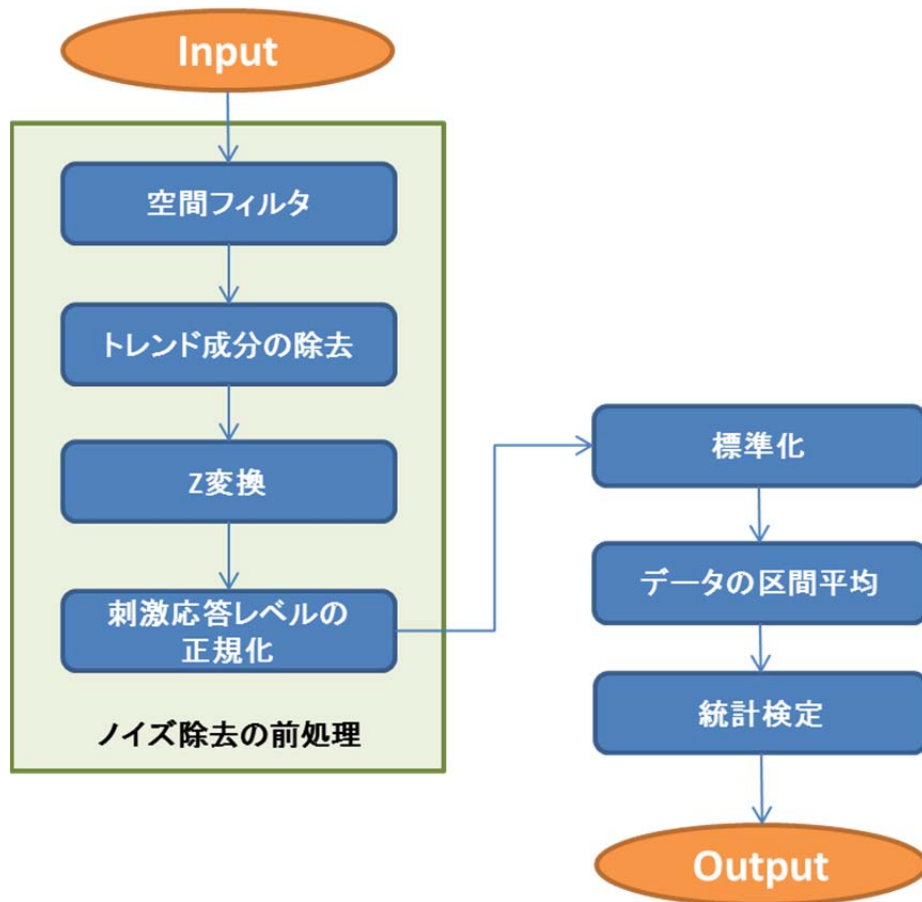 Input
空間フィルタ
トレンド成分の除去
Z変換
刺激応答レベルの
正規化
ノイズ除去の前処理
標準化
データの区間平均
統計検定
Output